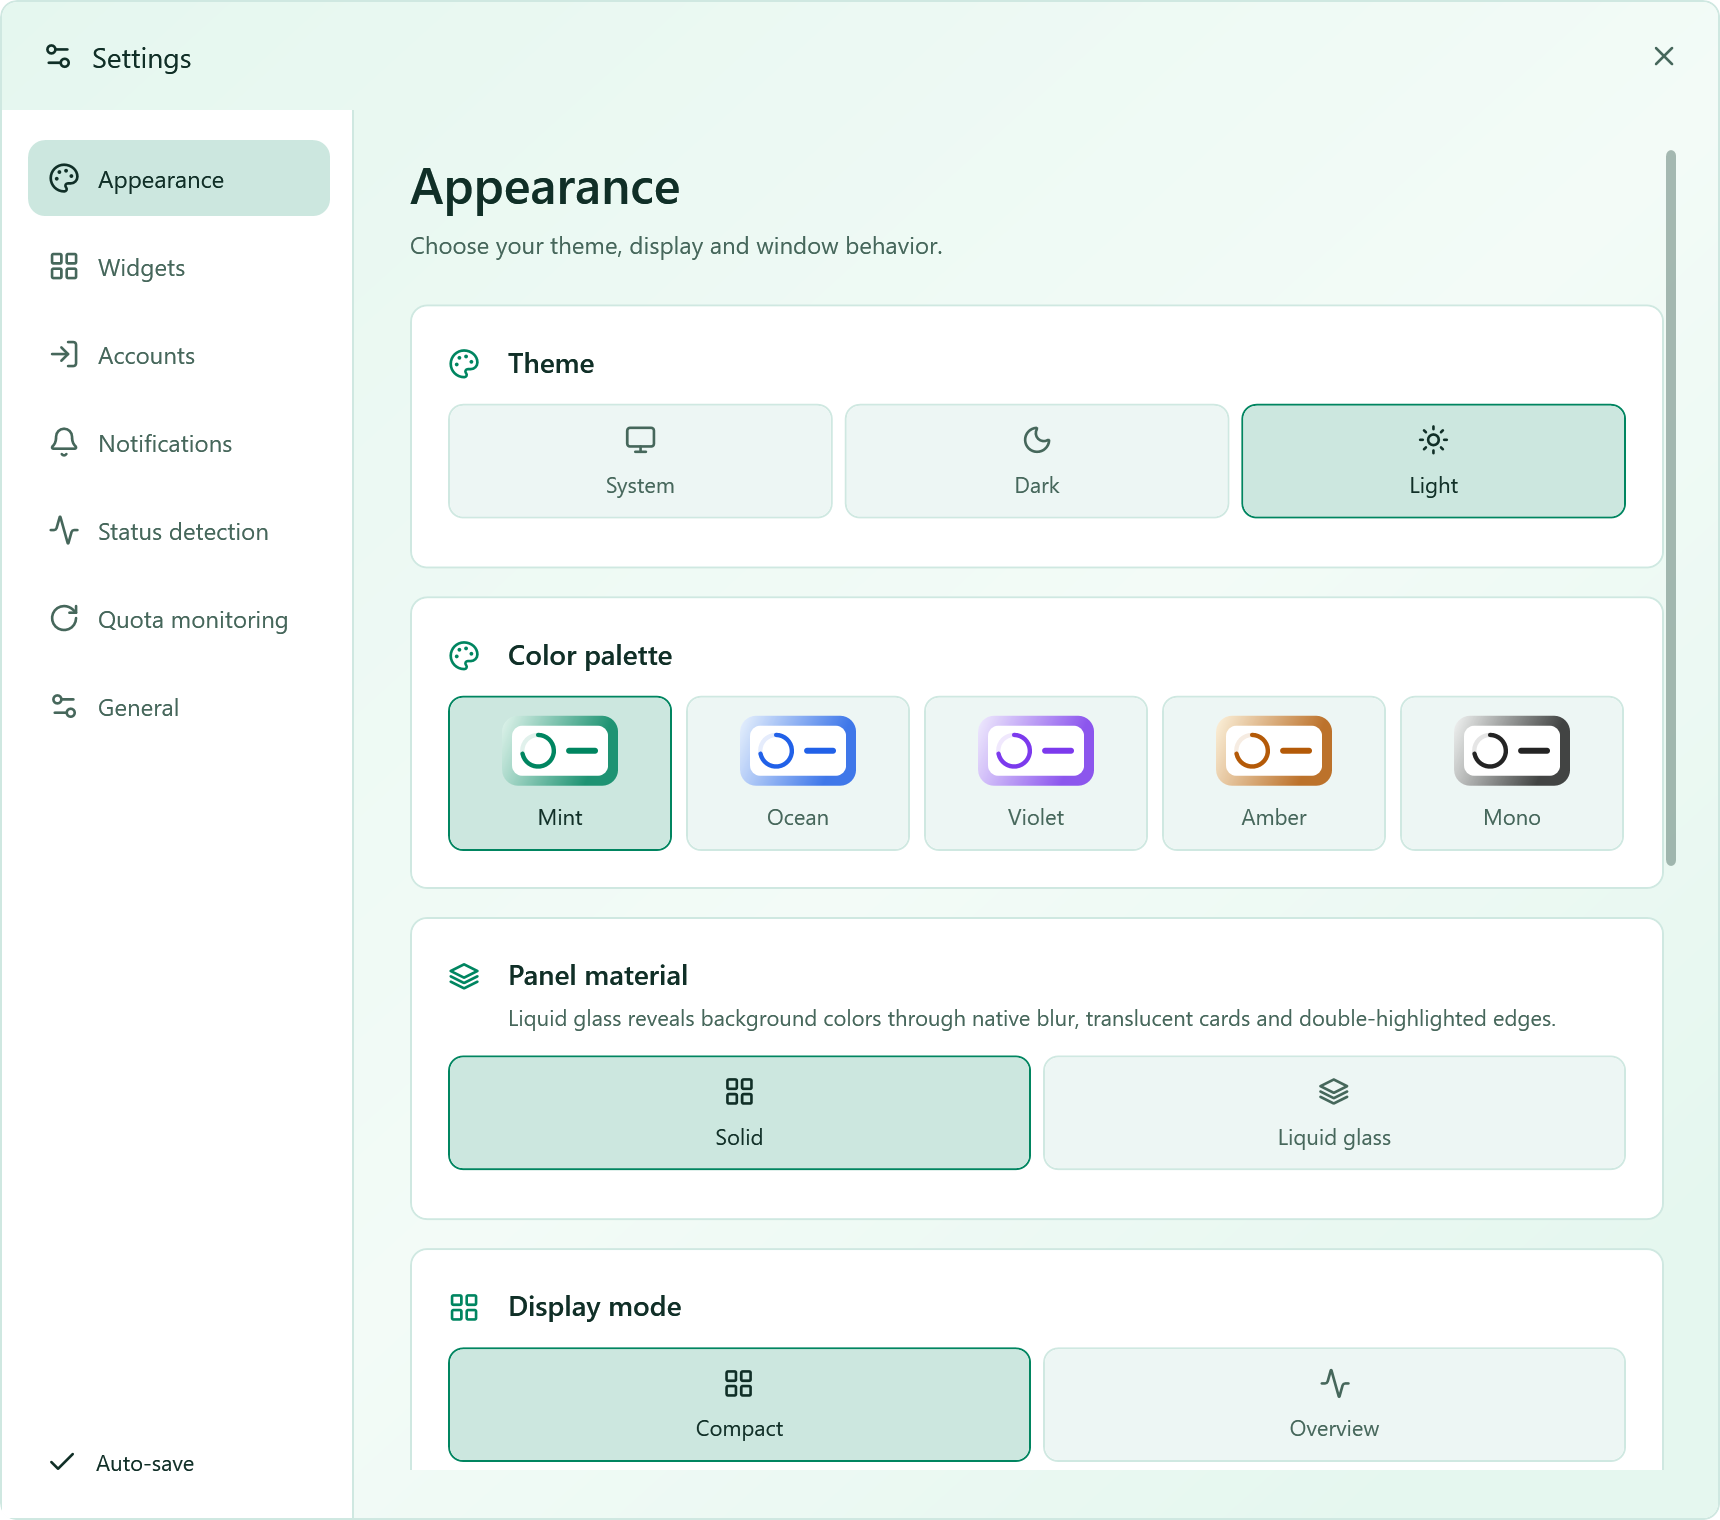 Settings
Appearance
Widgets
Accounts
Notifications
Status detection
Quota monitoring
General
Auto-save
Appearance
Choose your theme, display and window behavior.
Theme
System
Dark
Light
Color palette
Mint
Ocean
Violet
Amber
Mono
Panel material
Liquid glass reveals background colors through native blur, translucent cards and double-highlighted edges.
Solid
Liquid glass
Display mode
Compact
Overview